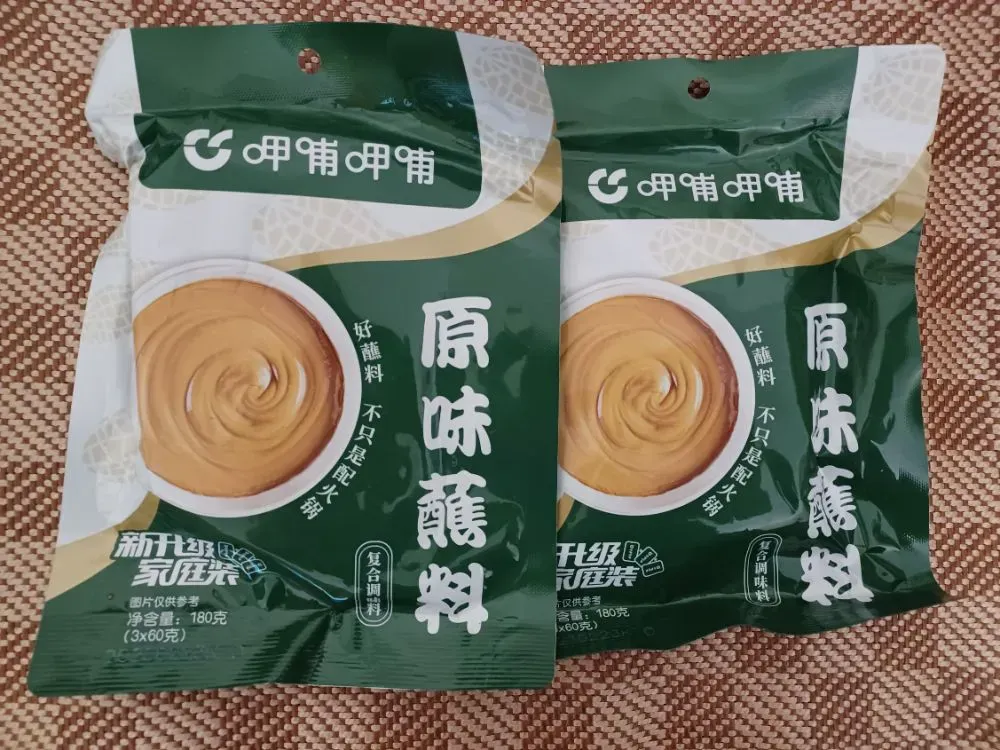 呷哺呷哺
好蘸料 不只是配火锅
原味蘸料
新升级
家庭装
复合调味料
图片仅供参考
净含量：180克
(3x60克)
呷哺呷哺
好蘸料 不只是配火锅
原味蘸料
升级
家庭装
复合调味料
片仅供参考
含量：180克
3x60克)